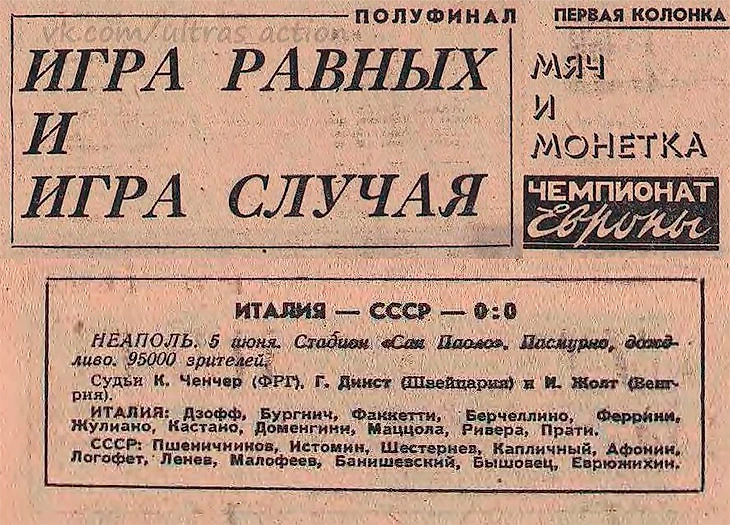 vk.com/ultras_action
ПОЛУФИНАЛ
ИГРА РАВНЫХ
И
ИГРА СЛУЧАЯ
ПЕРВАЯ КОЛОНКА
МЯЧ
И
МОНЕТКА
ЧЕМПИОНАТ
Европы
ИТАЛИЯ — СССР — 0:0
НЕАПОЛЬ. 5 июня. Стадион «Сан Паоло». Пасмурно, дожд-
ливо. 95000 зрителей.
Судьи К. Ченчер (ФРГ), Г. Динст (Швейцария) и И. Жолт (Венг-
рия).
ИТАЛИЯ: Дзофф, Бургнич, Факкетти, Берчеллино, Феррини,
Жулиано, Кастано, Доменгини, Маццола, Ривера, Прати.
СССР: Пшеничников, Истомин, Шестернев, Капличный, Афонин,
Логофет, Ленев, Малофеев, Банишевский, Бышовец, Еврюжихин.